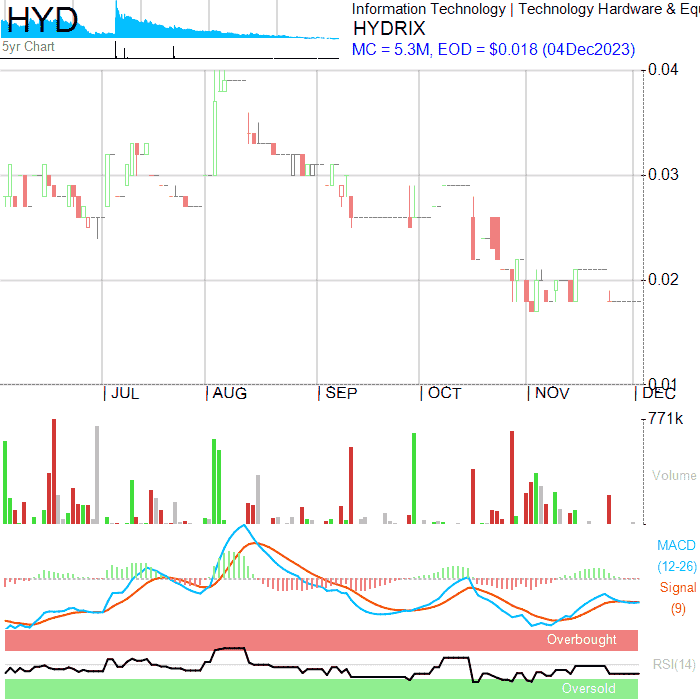 HYD
5yr Chart
Information Technology | Technology Hardware & Equ
HYDRIX
MC = 5.3M, EOD = $0.018 (04Dec2023)
0.04
0.03
0.02
0.01
JUL
AUG
SEP
OCT
NOV
DEC
771k
Volume
MACD
(12-26)
Signal
(9)
Overbought
RSI(14)
Oversold